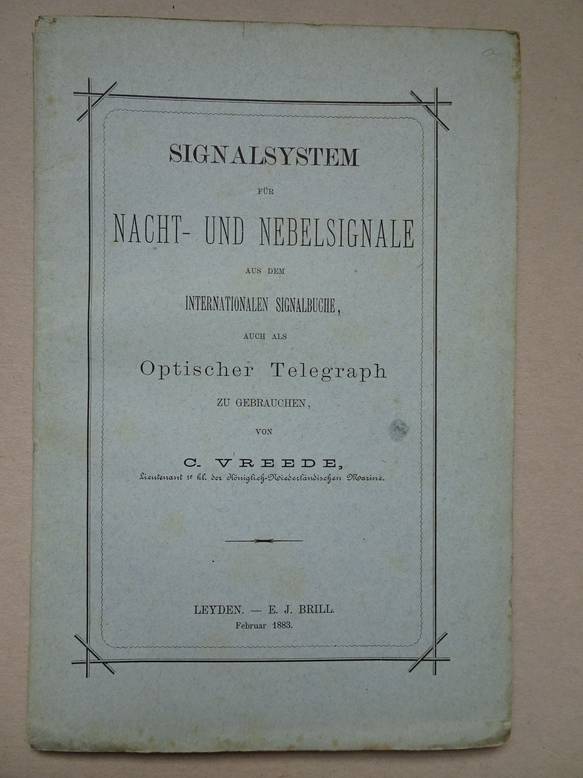 SIGNALSYSTEM
FÜR
NACHT- UND NEBELSIGNALE
AUS DEM
INTERNATIONALEN SIGNALBUCHE,
AUCH ALS
Optischer Telegraph
ZU GEBRAUCHEN,
VON
C. VREEDE,
Lieutenant 1e kl. der Königlich-Niederländischen Marine.
LEYDEN. — E. J. BRILL.
Februar 1883.